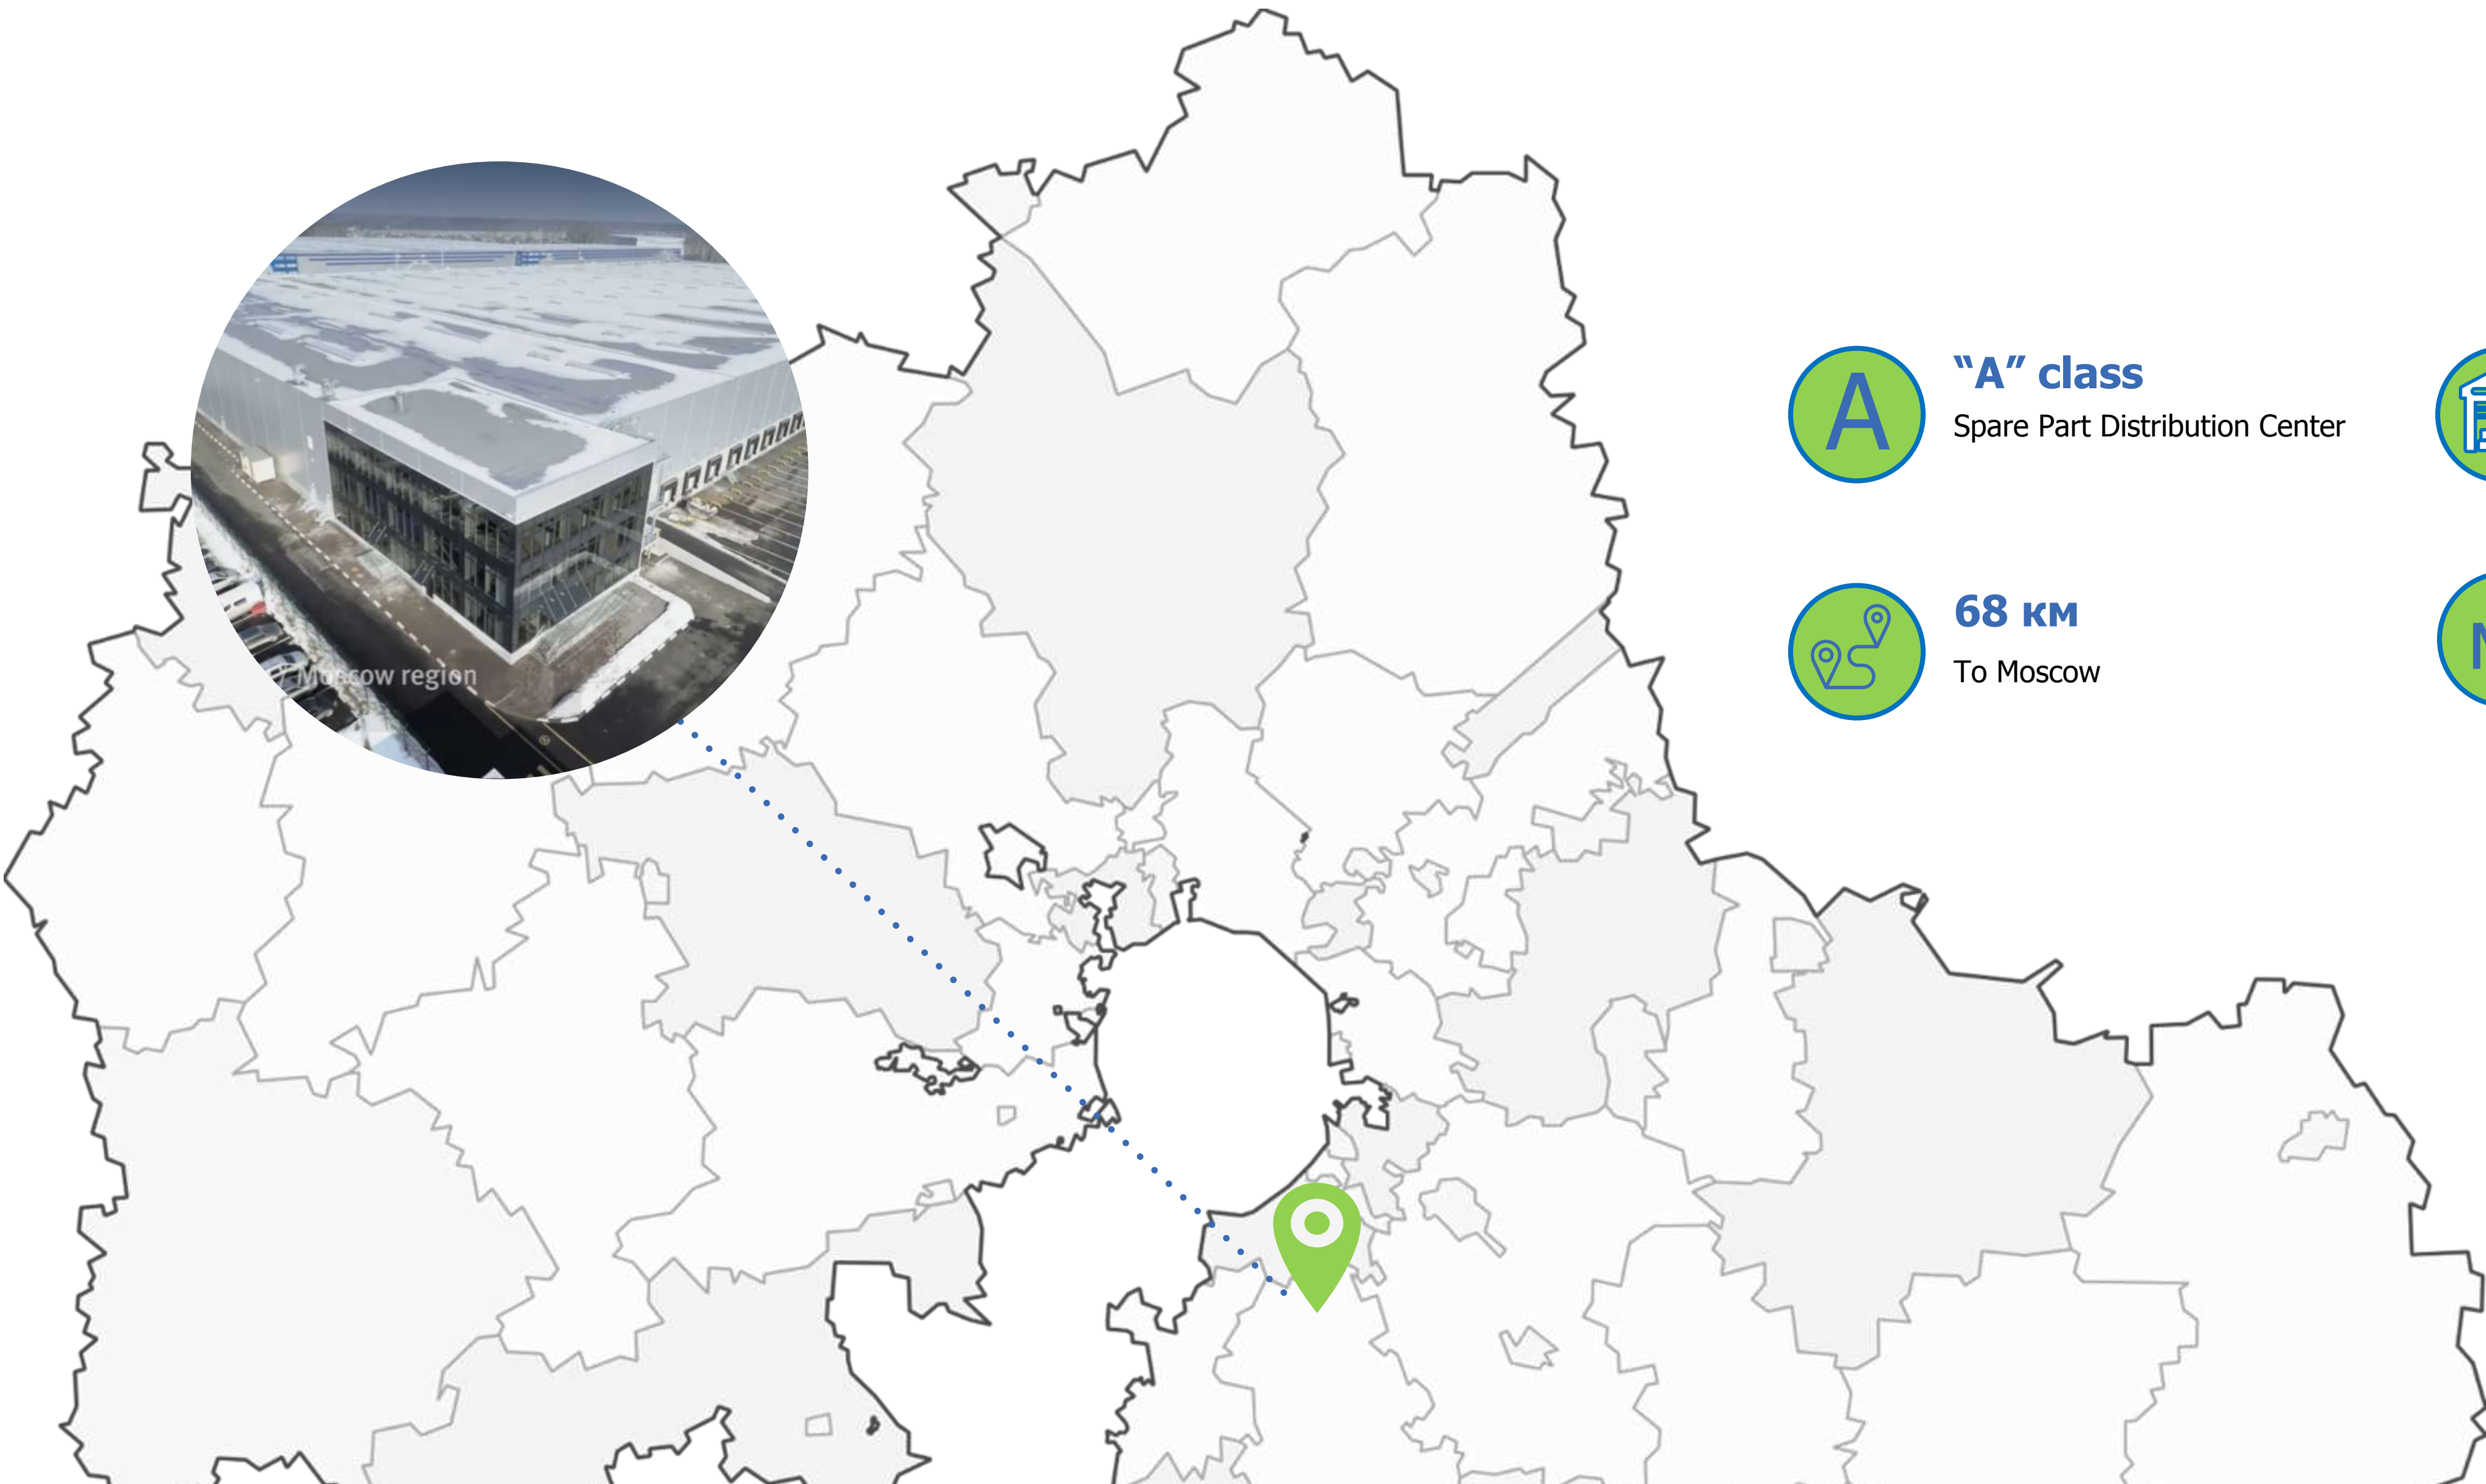 "A" class
A
Spare Part Distribution Center
68 км
To Moscow
Moscow region